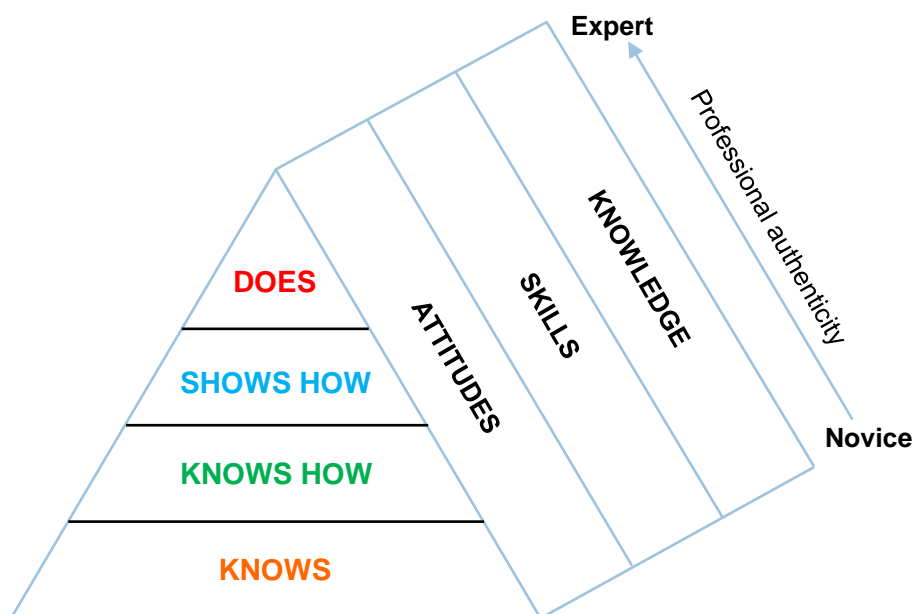 Expert
Professional authenticity
KNOWLEDGE
SKILLS
ATTITUDES
DOES
SHOWS HOW
KNOWS HOW
KNOWS
Novice